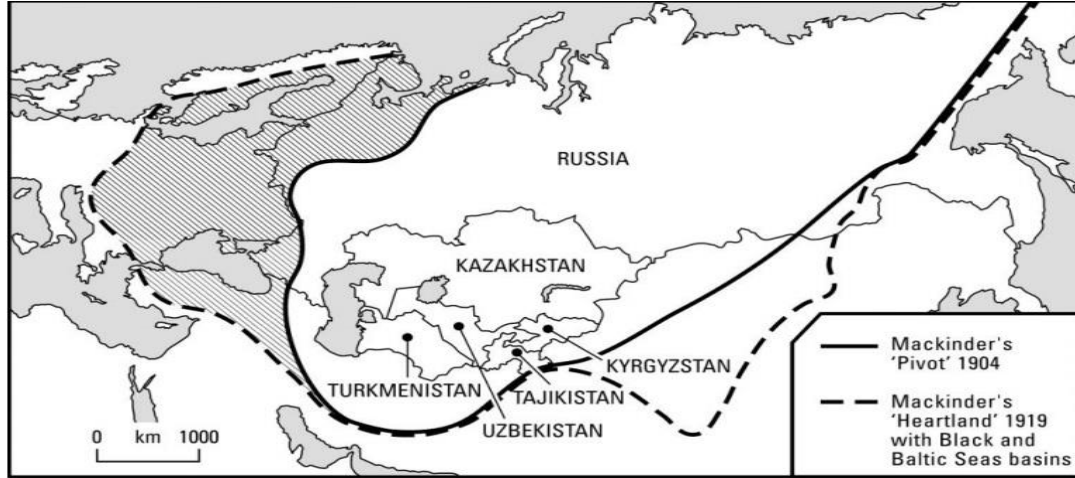 RUSSIA
KAZAKHSTAN
KYRGYZSTAN
TURKMENISTAN
TAJIKISTAN
UZBEKISTAN
0 km 1000
Mackinder's
'Pivot' 1904
Mackinder's
'Heartland' 1919
with Black and
Baltic Seas basins